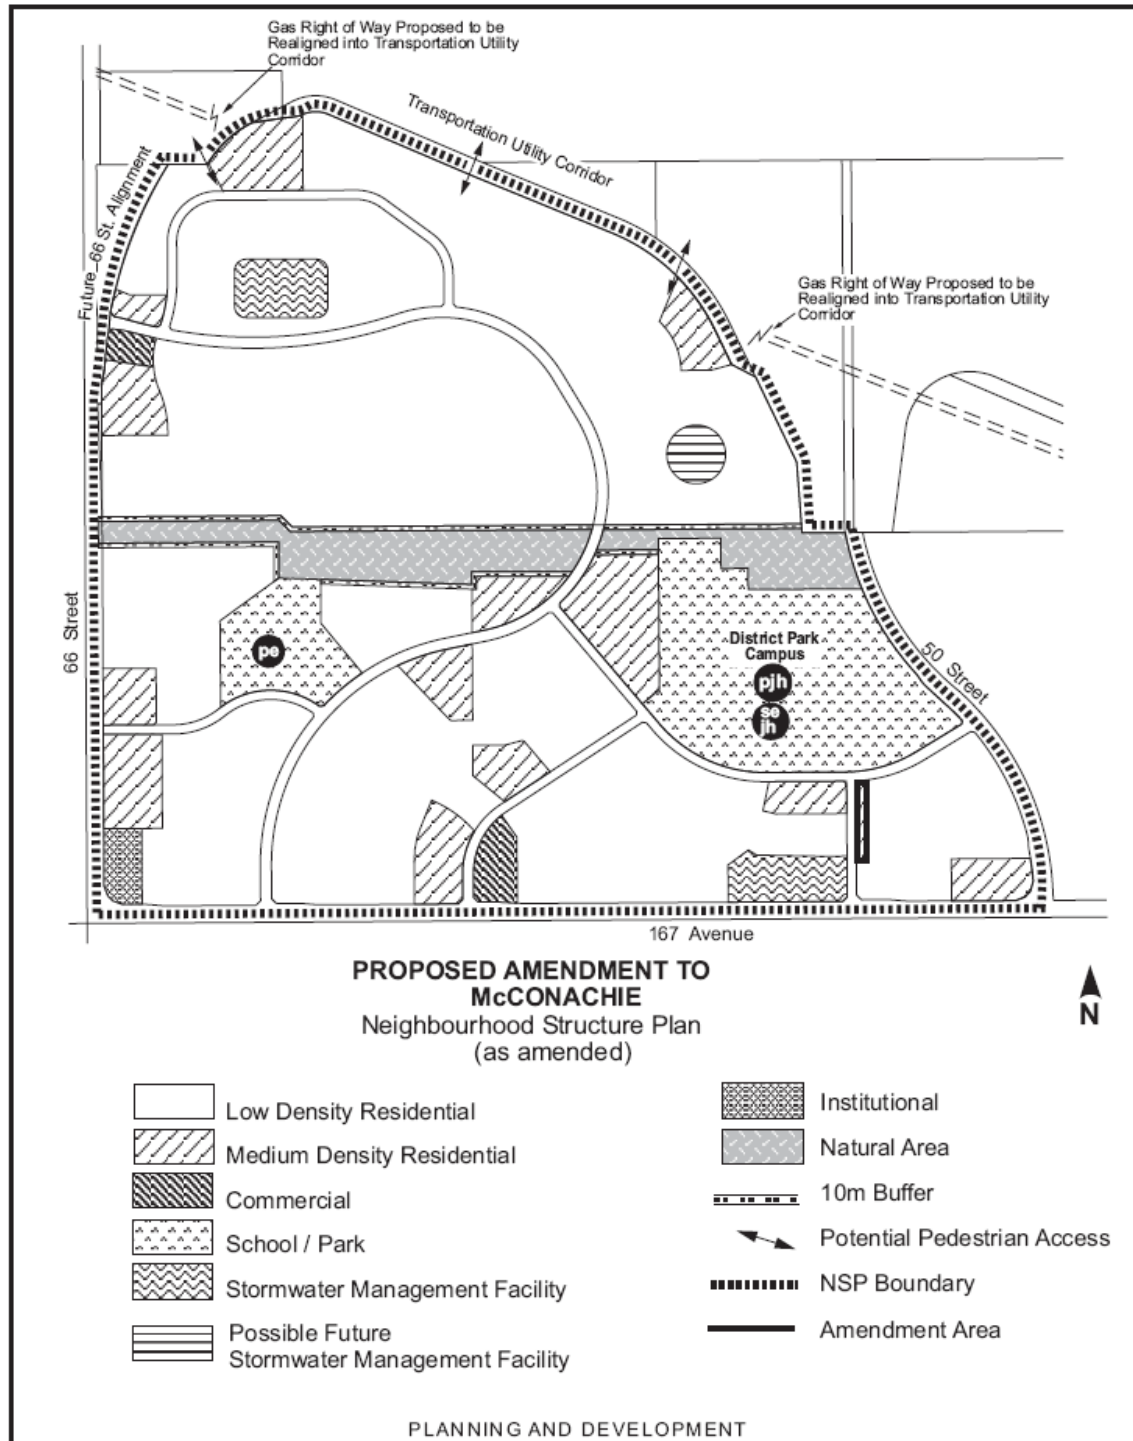 Gas Right of Way Proposed to be
Realigned into Transportation Utility
Corridor
Transportation Utility Corridor
Future 66 St. Alignment
Gas Right of Way Proposed to be
Realigned into Transportation Utility
Corridor
66 Street
pe
District Park
Campus
pjh
se
jh
50 Street
167 Avenue
PROPOSED AMENDMENT TO
McCONACHIE
Neighbourhood Structure Plan
(as amended)
N
Low Density Residential
Medium Density Residential
Commercial
School / Park
Stormwater Management Facility
Possible Future
Stormwater Management Facility
Institutional
Natural Area
10m Buffer
Potential Pedestrian Access
NSP Boundary
Amendment Area
PLANNING AND DEVELOPMENT